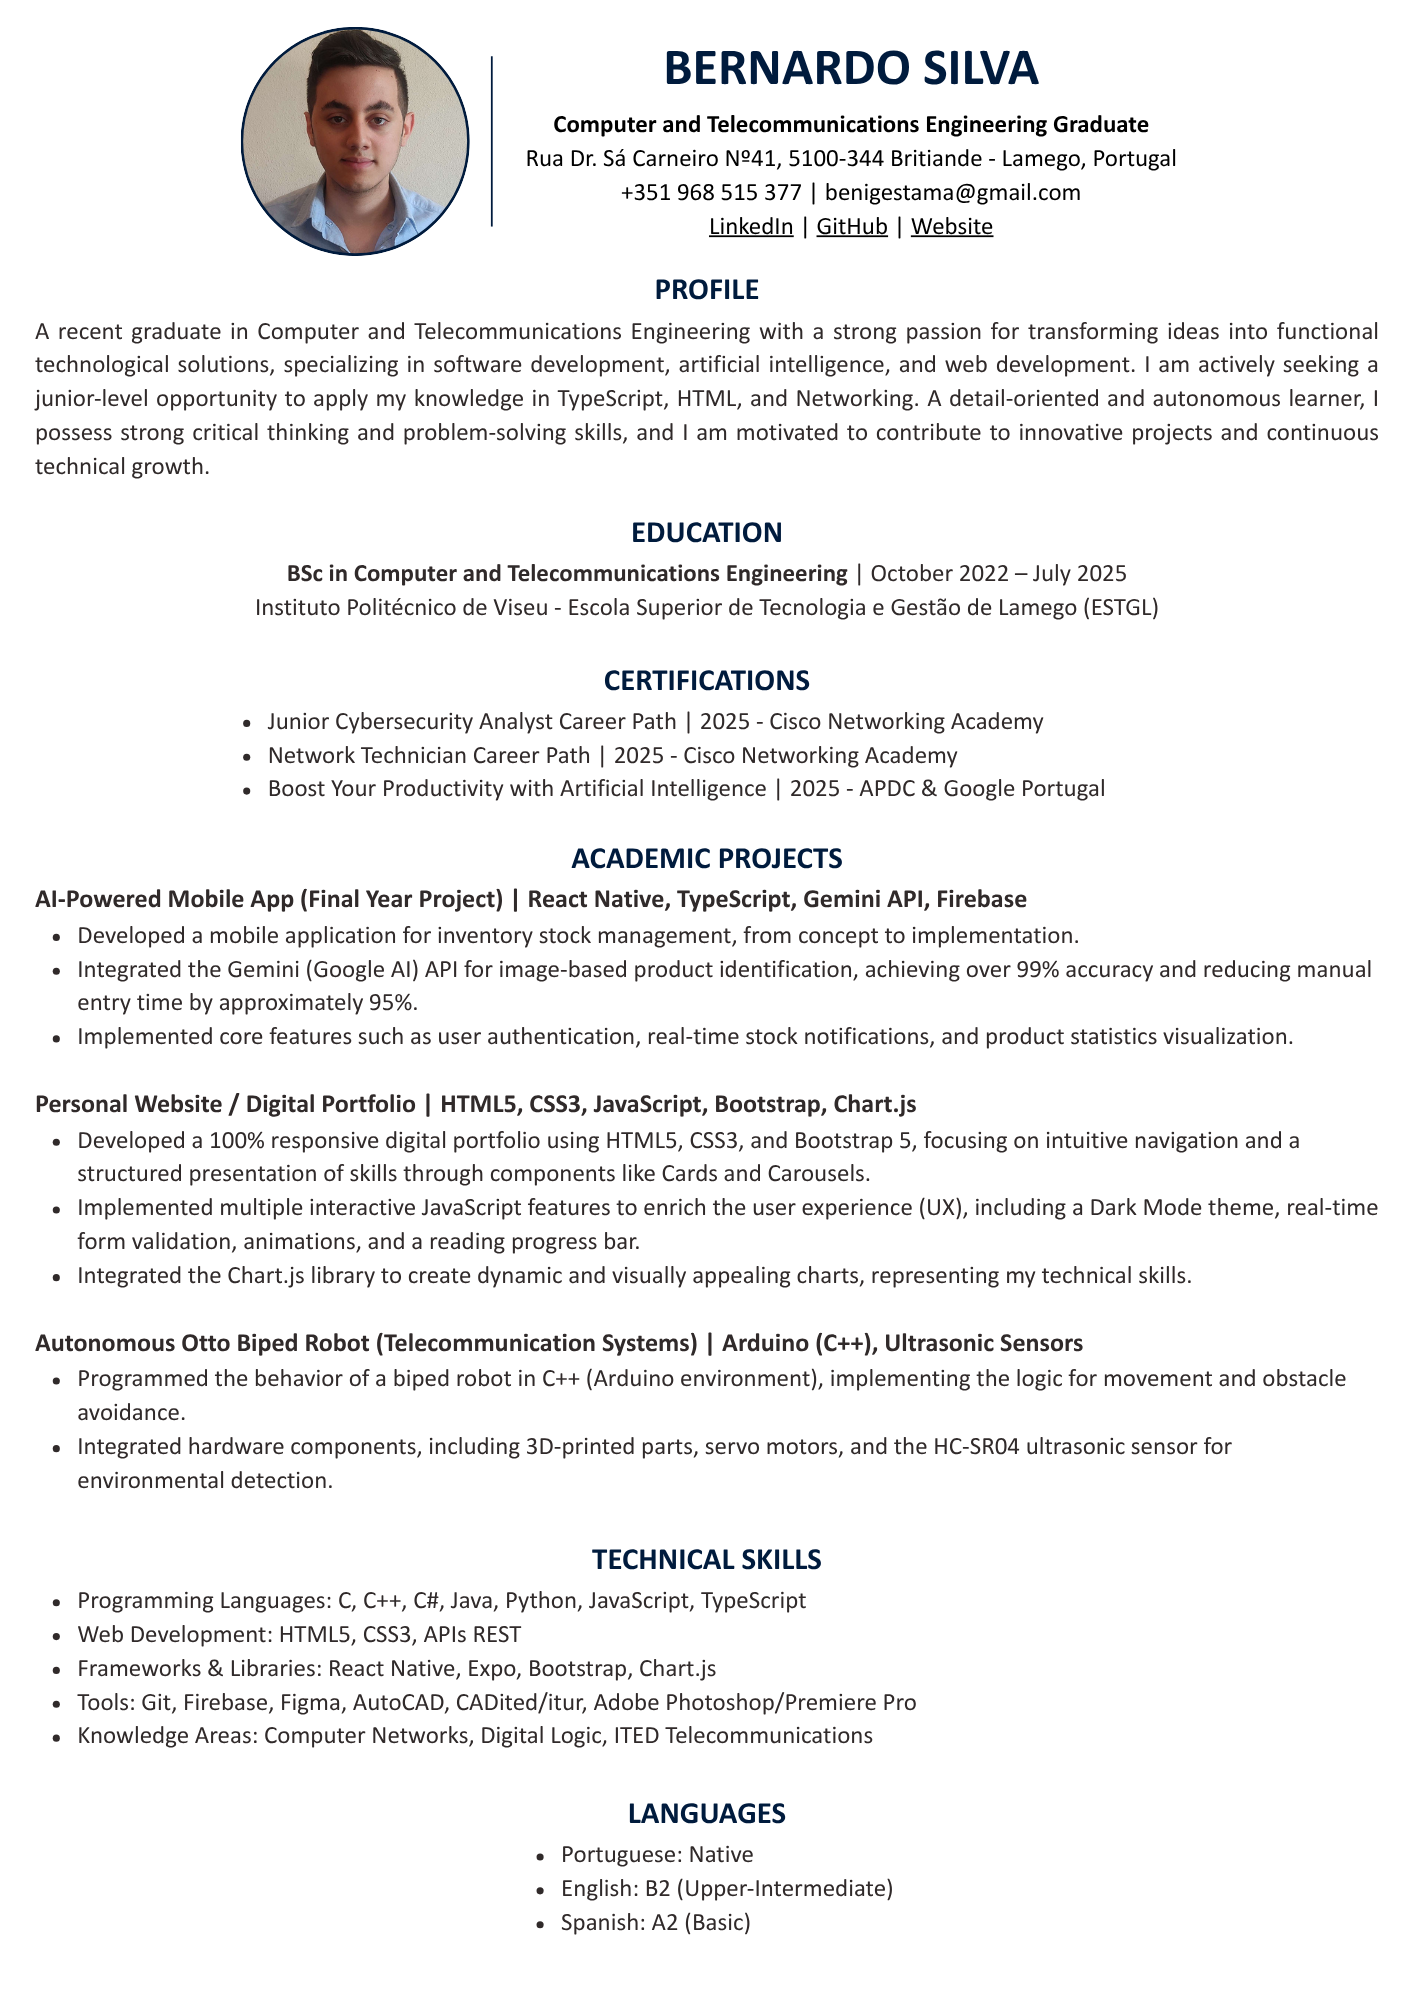 BERNARDO SILVA
Computer and Telecommunications Engineering Graduate
Rua Dr. Sá Carneiro Nº41, 5100-344 Britiande - Lamego, Portugal
+351 968 515 377 | benigestama@gmail.com
LinkedIn | GitHub | Website
PROFILE
A recent graduate in Computer and Telecommunications Engineering with a strong passion for transforming ideas into functional
technological solutions, specializing in software development, artificial intelligence, and web development. I am actively seeking a
junior-level opportunity to apply my knowledge in TypeScript, HTML, and Networking. A detail-oriented and autonomous learner, I
possess strong critical thinking and problem-solving skills, and I am motivated to contribute to innovative projects and continuous
technical growth.
EDUCATION
BSc in Computer and Telecommunications Engineering | October 2022 – July 2025
Instituto Politécnico de Viseu - Escola Superior de Tecnologia e Gestão de Lamego (ESTGL)
CERTIFICATIONS
• Junior Cybersecurity Analyst Career Path | 2025 - Cisco Networking Academy
• Network Technician Career Path | 2025 - Cisco Networking Academy
• Boost Your Productivity with Artificial Intelligence | 2025 - APDC & Google Portugal
ACADEMIC PROJECTS
AI-Powered Mobile App (Final Year Project) | React Native, TypeScript, Gemini API, Firebase
• Developed a mobile application for inventory stock management, from concept to implementation.
• Integrated the Gemini (Google AI) API for image-based product identification, achieving over 99% accuracy and reducing manual
entry time by approximately 95%.
• Implemented core features such as user authentication, real-time stock notifications, and product statistics visualization.
Personal Website / Digital Portfolio | HTML5, CSS3, JavaScript, Bootstrap, Chart.js
• Developed a 100% responsive digital portfolio using HTML5, CSS3, and Bootstrap 5, focusing on intuitive navigation and a
structured presentation of skills through components like Cards and Carousels.
• Implemented multiple interactive JavaScript features to enrich the user experience (UX), including a Dark Mode theme, real-time
form validation, animations, and a reading progress bar.
• Integrated the Chart.js library to create dynamic and visually appealing charts, representing my technical skills.
Autonomous Otto Biped Robot (Telecommunication Systems) | Arduino (C++), Ultrasonic Sensors
• Programmed the behavior of a biped robot in C++ (Arduino environment), implementing the logic for movement and obstacle
avoidance.
• Integrated hardware components, including 3D-printed parts, servo motors, and the HC-SR04 ultrasonic sensor for
environmental detection.
TECHNICAL SKILLS
• Programming Languages: C, C++, C#, Java, Python, JavaScript, TypeScript
• Web Development: HTML5, CSS3, APIs REST
• Frameworks & Libraries: React Native, Expo, Bootstrap, Chart.js
• Tools: Git, Firebase, Figma, AutoCAD, CADited/itur, Adobe Photoshop/Premiere Pro
• Knowledge Areas: Computer Networks, Digital Logic, ITED Telecommunications
LANGUAGES
• Portuguese: Native
• English: B2 (Upper-Intermediate)
• Spanish: A2 (Basic)